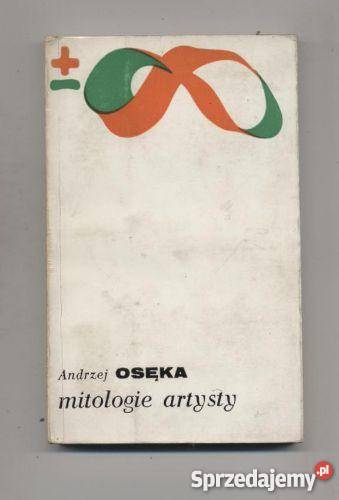 ±
Andrzej OSĘKA
mitologie artysty
Sprzedajemy.pl